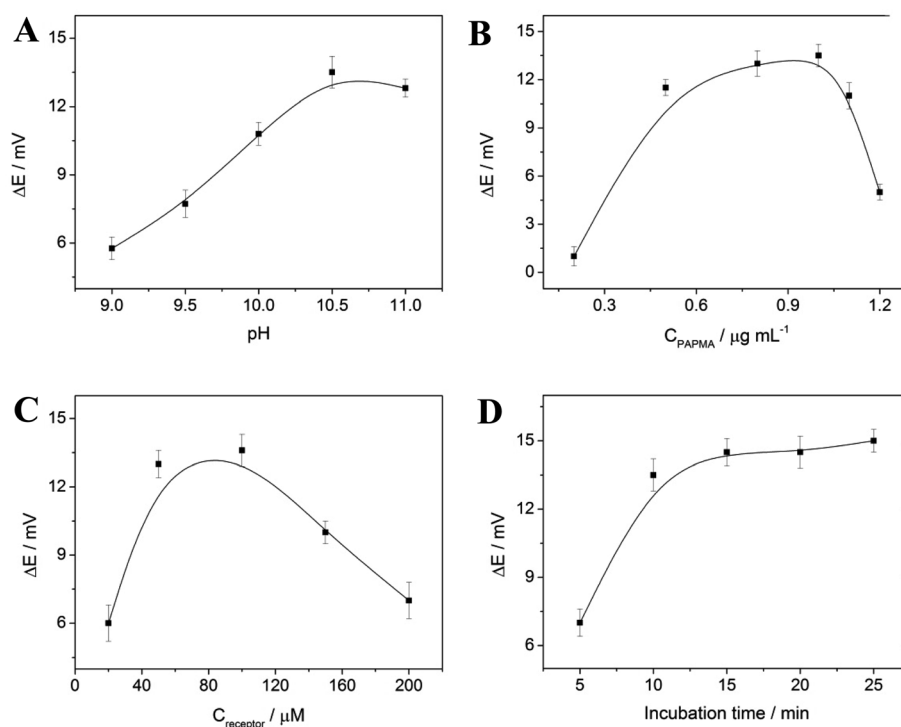 A
15
12
9
6
ΔE / mV
9.0 9.5 10.0 10.5 11.0
pH
B
15
12
9
6
3
0
ΔE / mV
0.3 0.6 0.9 1.2
C_PAPMA / μg mL⁻¹
C
15
12
9
6
ΔE / mV
0 40 80 120 160 200
C_receptor / μM
D
15
12
9
6
ΔE / mV
5 10 15 20 25
Incubation time / min